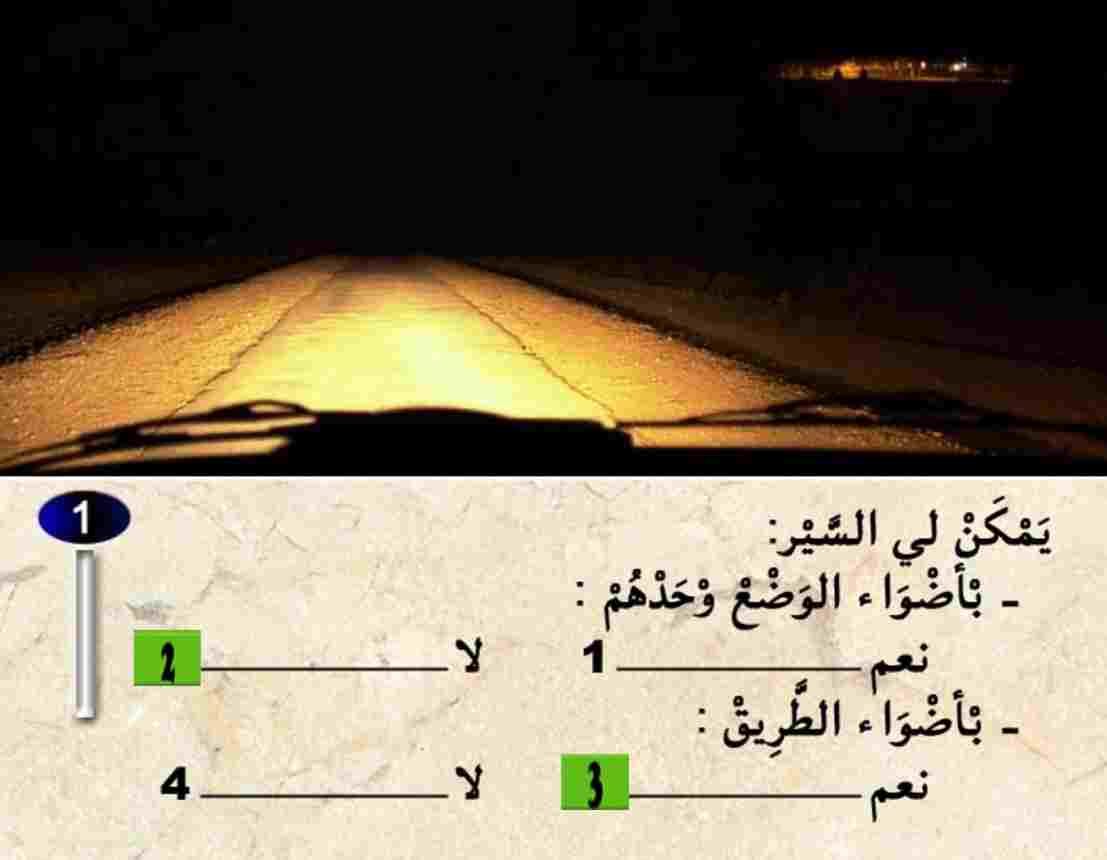 1
يَمْكَنْ لي السَّيْر:
- بْأَضْوَاء الوَضْعْ وْحَدْهُمْ :
نعم 1 لا 2
- بْأَضْوَاء الطَّرِيقْ :
نعم 3 لا 4